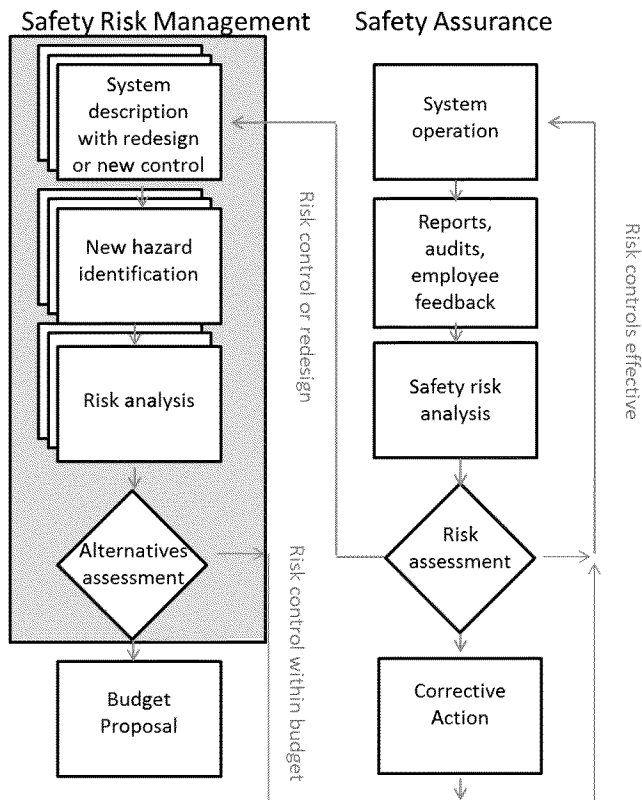 Safety Risk Management
Safety Assurance
System
description
with redesign
or new control
New hazard
identification
Risk analysis
Alternatives
assessment
Budget
Proposal
Risk control or redesign
Risk control within budget
System
operation
Reports,
audits,
employee
feedback
Safety risk
analysis
Risk
assessment
Corrective
Action
Risk controls effective